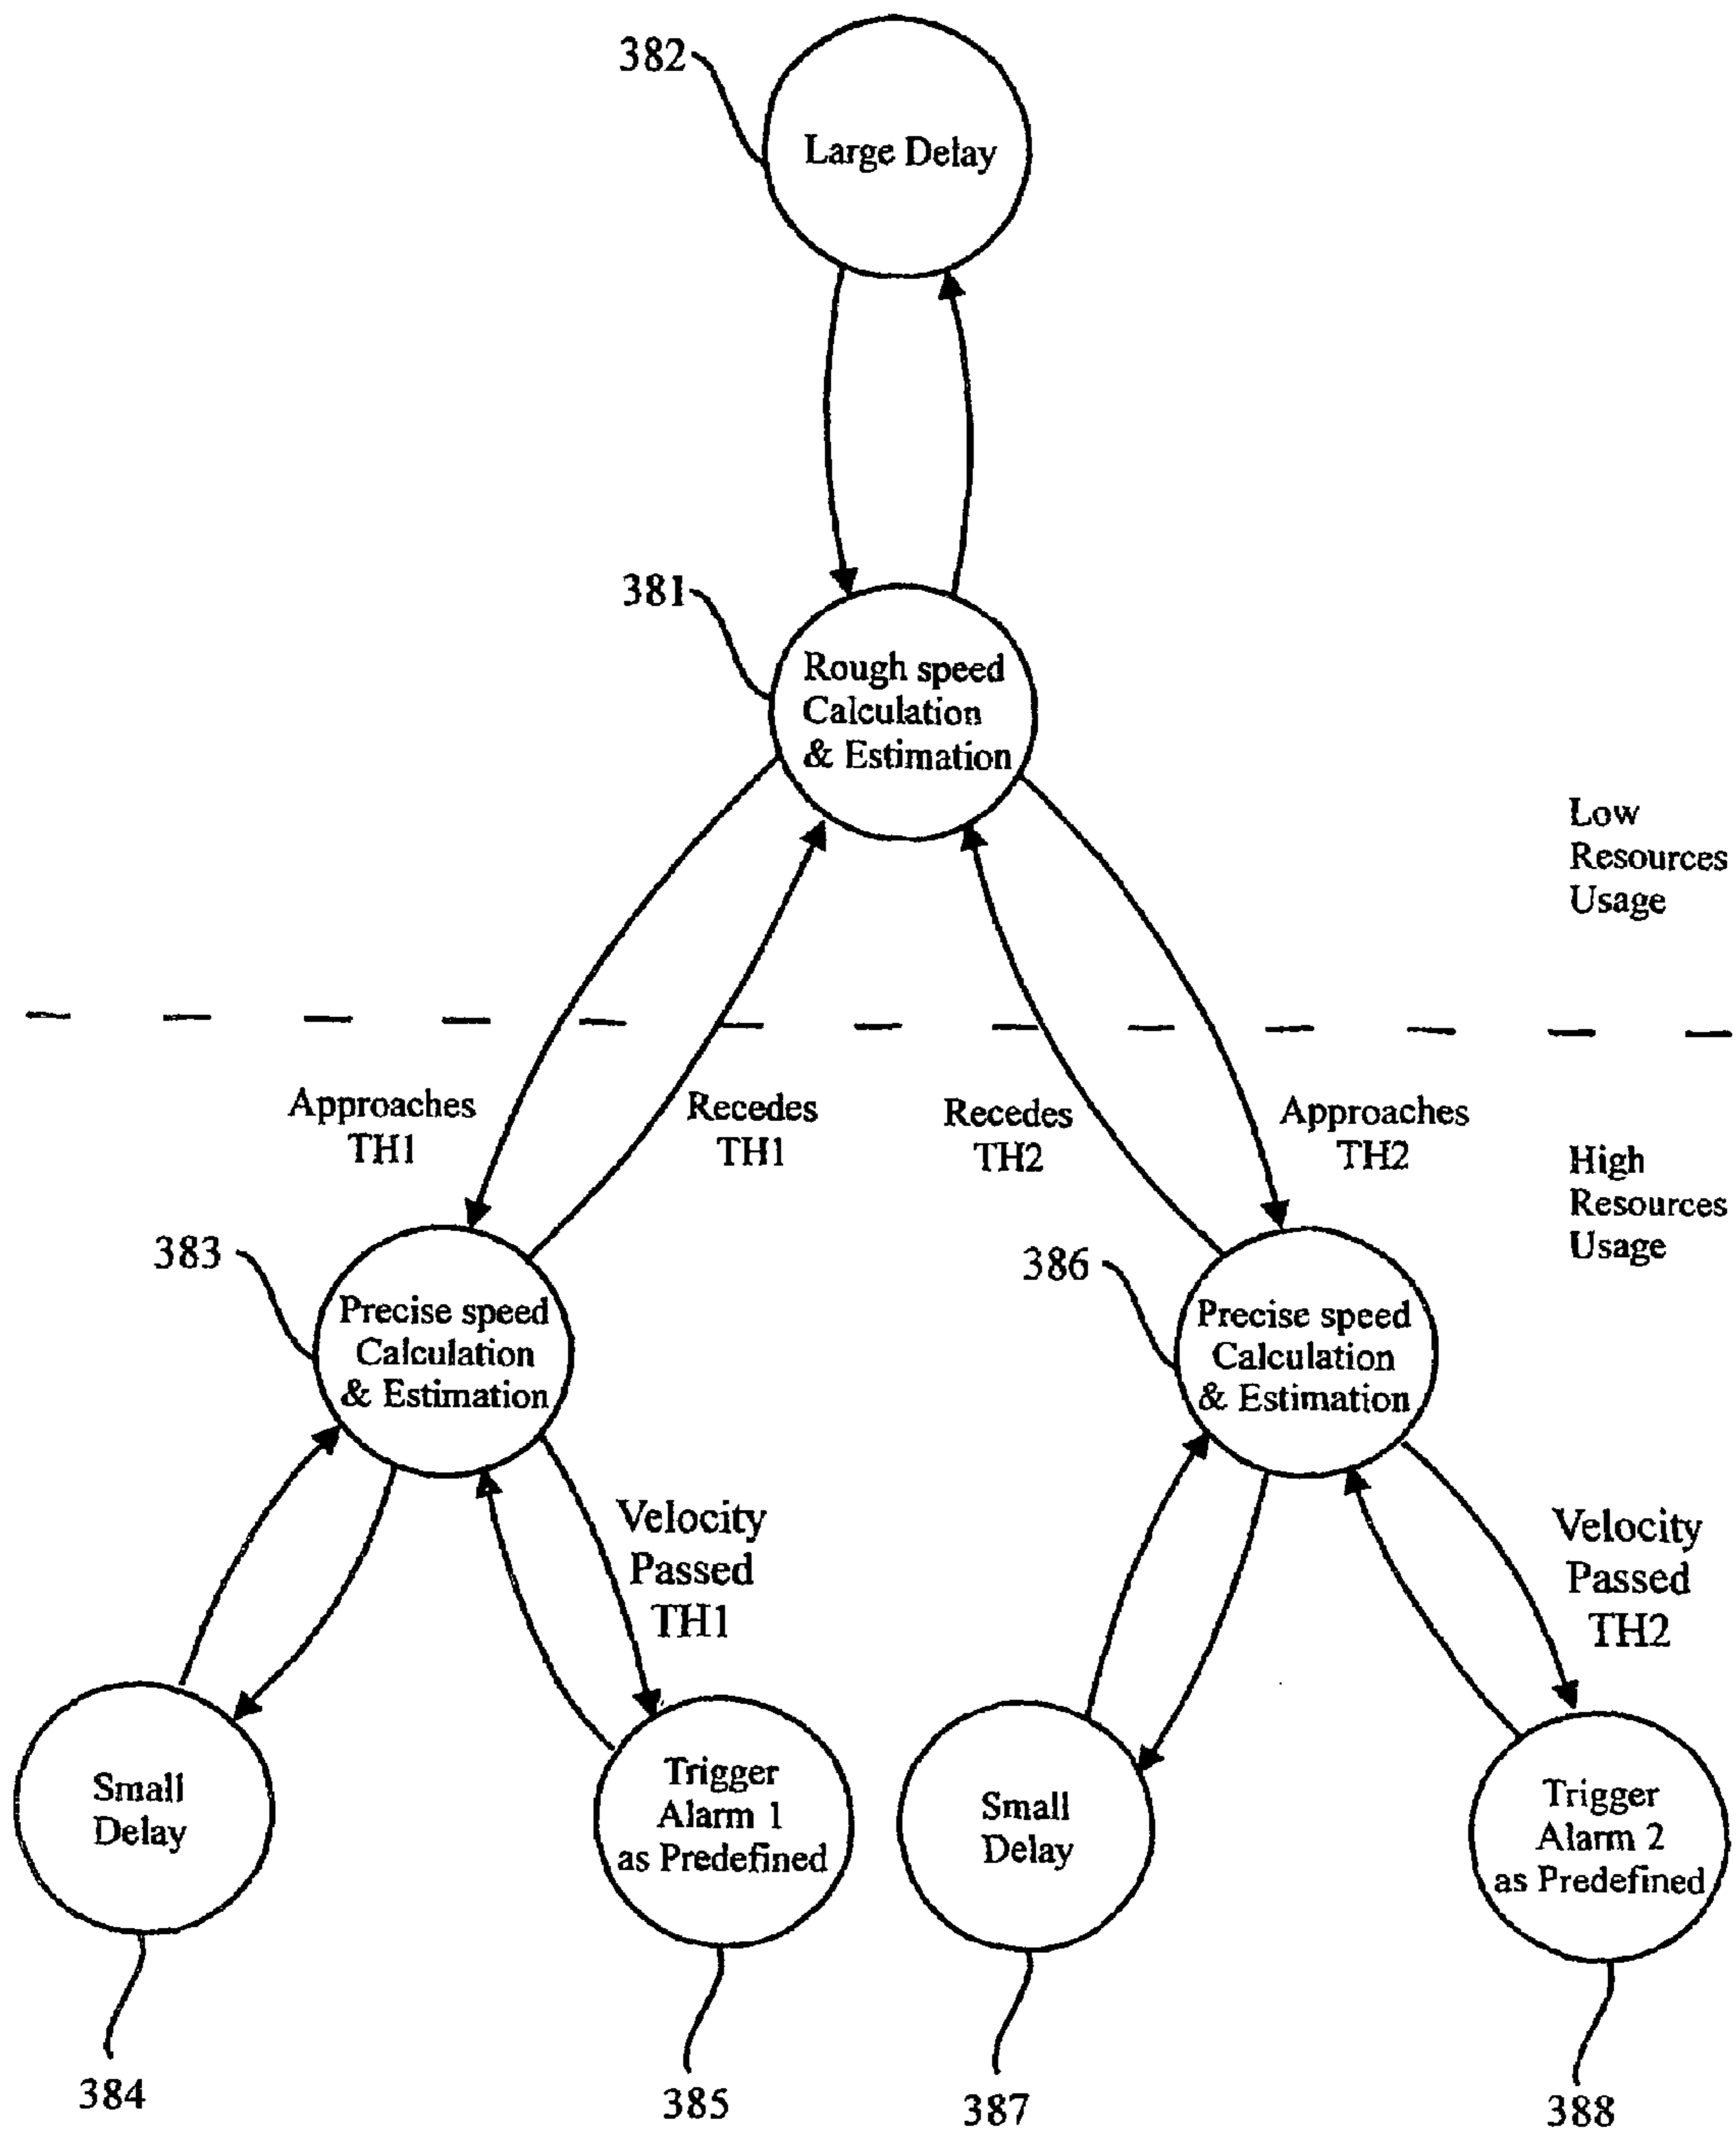 382
Large Delay
381
Rough speed
Calculation
& Estimation
Low
Resources
Usage
Approaches
TH1
Recedes
TH1
Recedes
TH2
Approaches
TH2
High
Resources
Usage
383
Precise speed
Calculation
& Estimation
386
Precise speed
Calculation
& Estimation
Velocity
Passed
TH1
Velocity
Passed
TH2
Small
Delay
Trigger
Alarm 1
as Predefined
Small
Delay
Trigger
Alarm 2
as Predefined
384
385
387
388